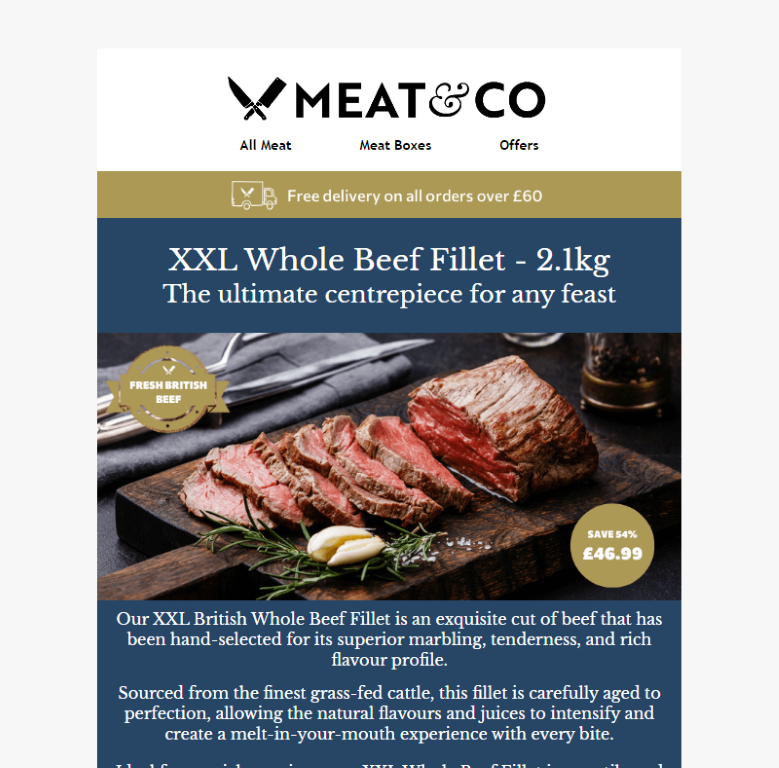 MEAT&CO
All Meat Meat Boxes Offers
Free delivery on all orders over £60
XXL Whole Beef Fillet - 2.1kg
The ultimate centrepiece for any feast
FRESH BRITISH
BEEF
SAVE 54%
£46.99
Our XXL British Whole Beef Fillet is an exquisite cut of beef that has
been hand-selected for its superior marbling, tenderness, and rich
flavour profile.
Sourced from the finest grass-fed cattle, this fillet is carefully aged to
perfection, allowing the natural flavours and juices to intensify and
create a melt-in-your-mouth experience with every bite.